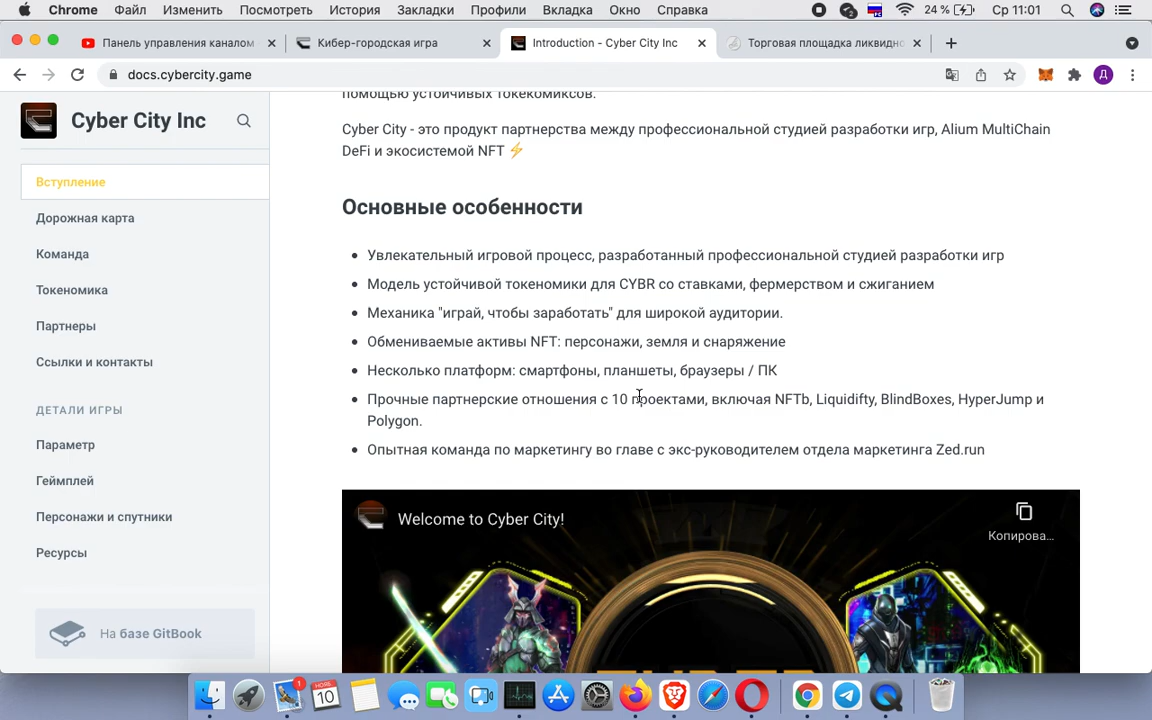 Chrome Файл Изменить Посмотреть История Закладки Профили Вкладка Окно Справка 24 % Ср 11:01
Панель управления каналом Кибер-городская игра Introduction - Cyber City Inc Торговая площадка ликвидно
docs.cybercity.game Д
Cyber City Inc
Вступление
Дорожная карта
Команда
Токеномика
Партнеры
Ссылки и контакты
ДЕТАЛИ ИГРЫ
Параметр
Геймплей
Персонажи и спутники
Ресурсы
На базе GitBook
помощью устойчивых токекомиксов.
Cyber City - это продукт партнерства между профессиональной студией разработки игр, Alium MultiChain
DeFi и экосистемой NFT ⚡
Основные особенности
• Увлекательный игровой процесс, разработанный профессиональной студией разработки игр
• Модель устойчивой токеномики для CYBR со ставками, фермерством и сжиганием
• Механика "играй, чтобы заработать" для широкой аудитории.
• Обмениваемые активы NFT: персонажи, земля и снаряжение
• Несколько платформ: смартфоны, планшеты, браузеры / ПК
• Прочные партнерские отношения с 10 проектами, включая NFTb, Liquidifty, BlindBoxes, HyperJump и
Polygon.
• Опытная команда по маркетингу во главе с экс-руководителем отдела маркетинга Zed.run
Welcome to Cyber City!
Копирова...
1
НОЯБ.
10